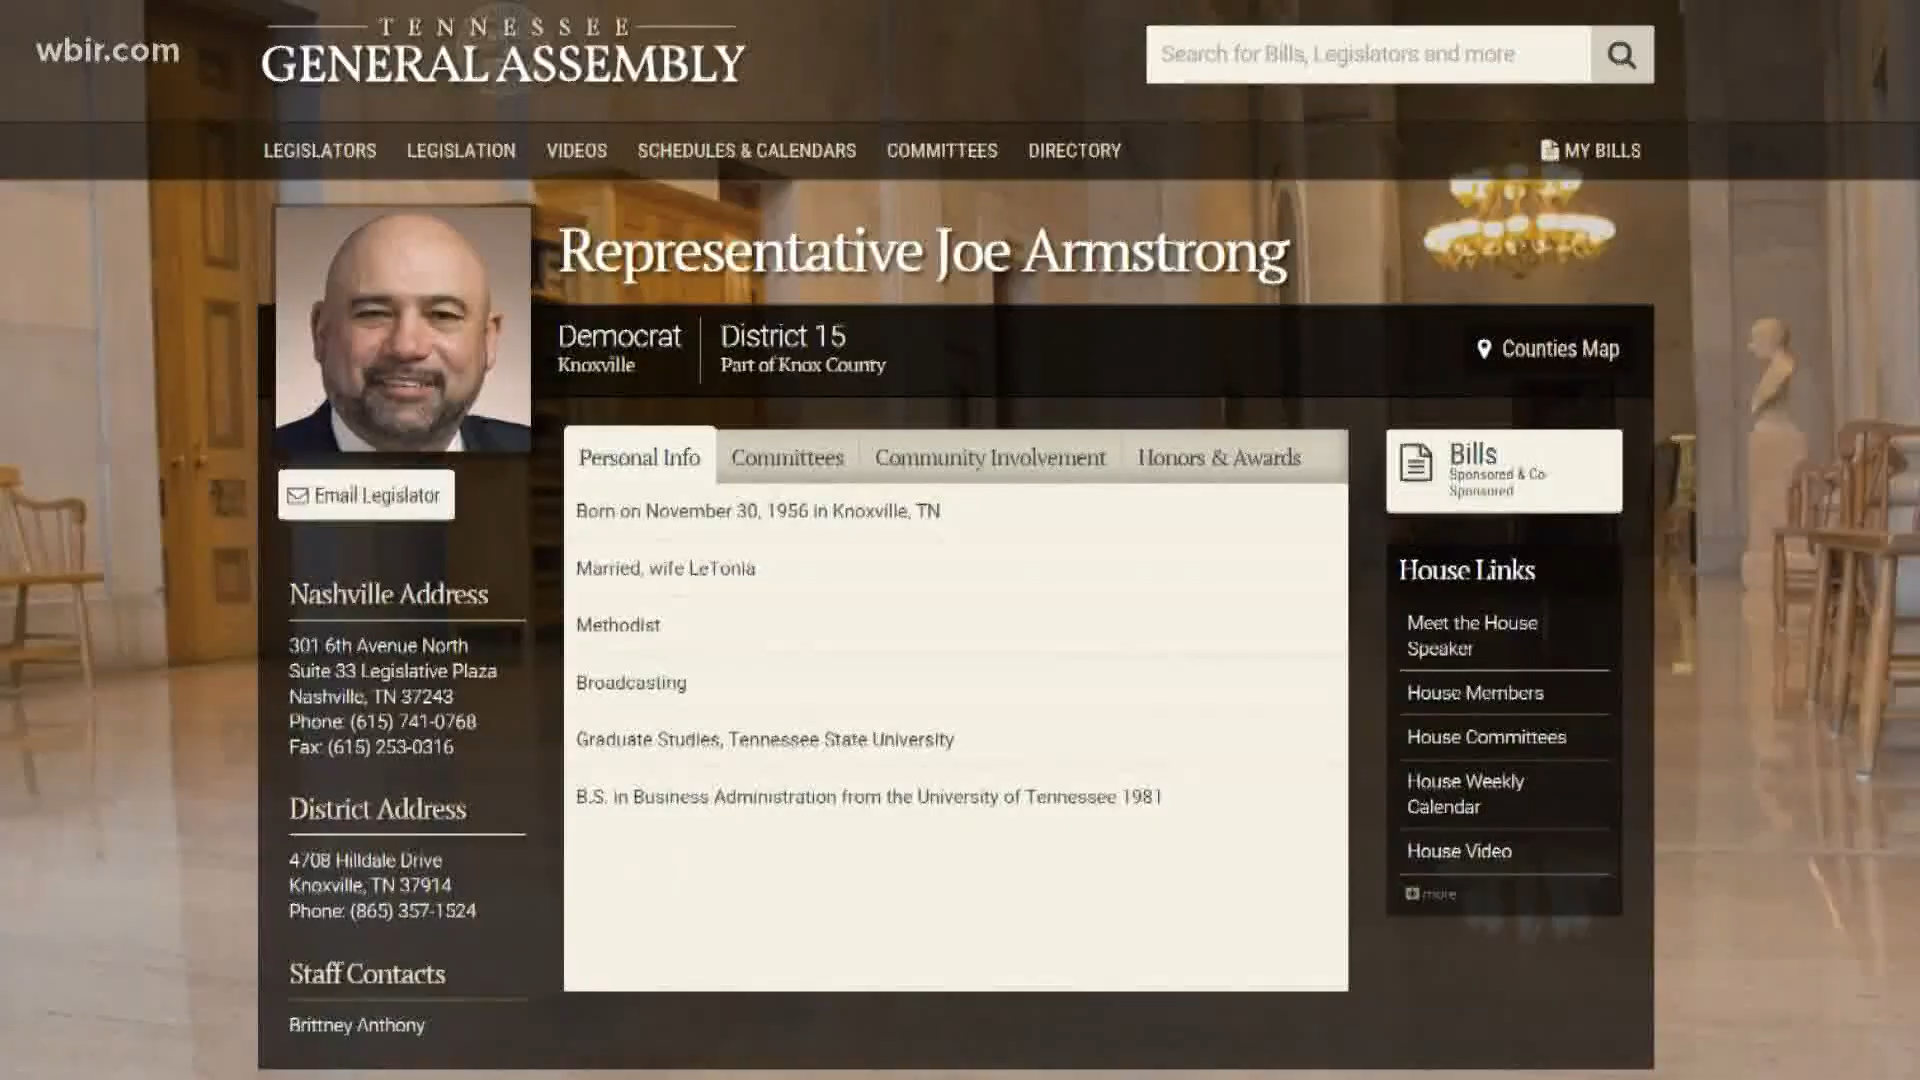 wbir.com
TENNESSEE
GENERAL ASSEMBLY
Search for Bills, Legislators and more
LEGISLATORS LEGISLATION VIDEOS SCHEDULES & CALENDARS COMMITTEES DIRECTORY MY BILLS
Representative Joe Armstrong
Democrat
Knoxville
District 15
Part of Knox County
Counties Map
Email Legislator
Nashville Address
301 6th Avenue North
Suite 33 Legislative Plaza
Nashville, TN 37243
Phone: (615) 741-0768
Fax: (615) 253-0316
District Address
4708 Hilldale Drive
Knoxville, TN 37914
Phone: (865) 357-1524
Staff Contacts
Brittney Anthony
Personal Info Committees Community Involvement Honors & Awards
Born on November 30, 1956 in Knoxville, TN
Married, wife LeTonia
Methodist
Broadcasting
Graduate Studies, Tennessee State University
B.S. in Business Administration from the University of Tennessee 1981
Bills
Sponsored & Co
Sponsored
House Links
Meet the House
Speaker
House Members
House Committees
House Weekly
Calendar
House Video
more